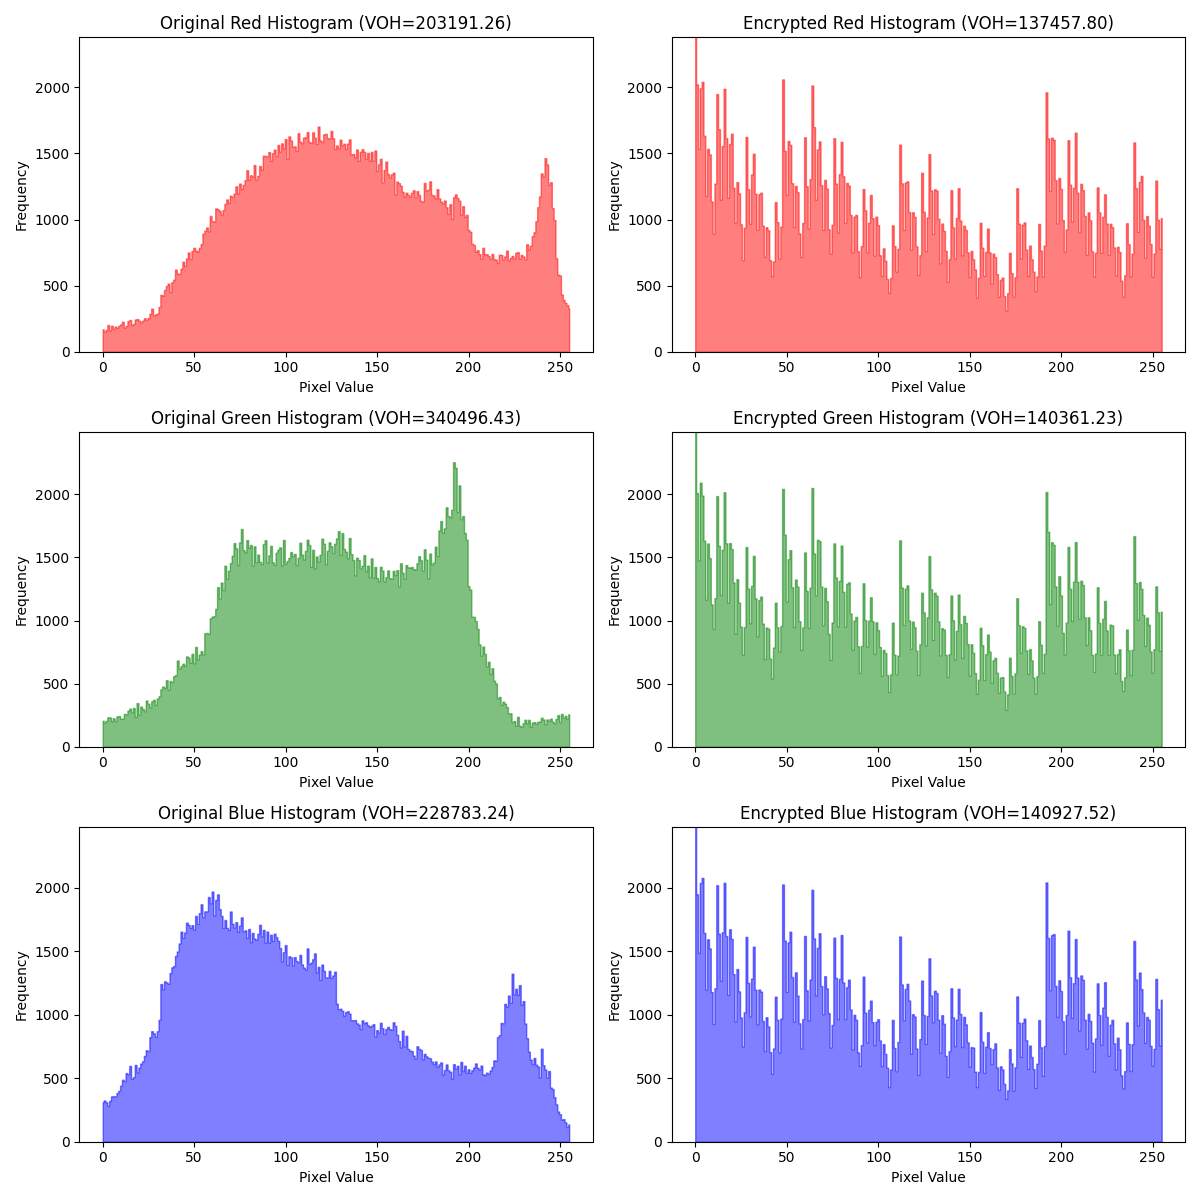 Original Red Histogram (VOH=203191.26)
Frequency
2000
1500
1000
500
0
0 50 100 150 200 250
Pixel Value
Encrypted Red Histogram (VOH=137457.80)
Frequency
2000
1500
1000
500
0
0 50 100 150 200 250
Pixel Value
Original Green Histogram (VOH=340496.43)
Frequency
2000
1500
1000
500
0
0 50 100 150 200 250
Pixel Value
Encrypted Green Histogram (VOH=140361.23)
Frequency
2000
1500
1000
500
0
0 50 100 150 200 250
Pixel Value
Original Blue Histogram (VOH=228783.24)
Frequency
2000
1500
1000
500
0
0 50 100 150 200 250
Pixel Value
Encrypted Blue Histogram (VOH=140927.52)
Frequency
2000
1500
1000
500
0
0 50 100 150 200 250
Pixel Value